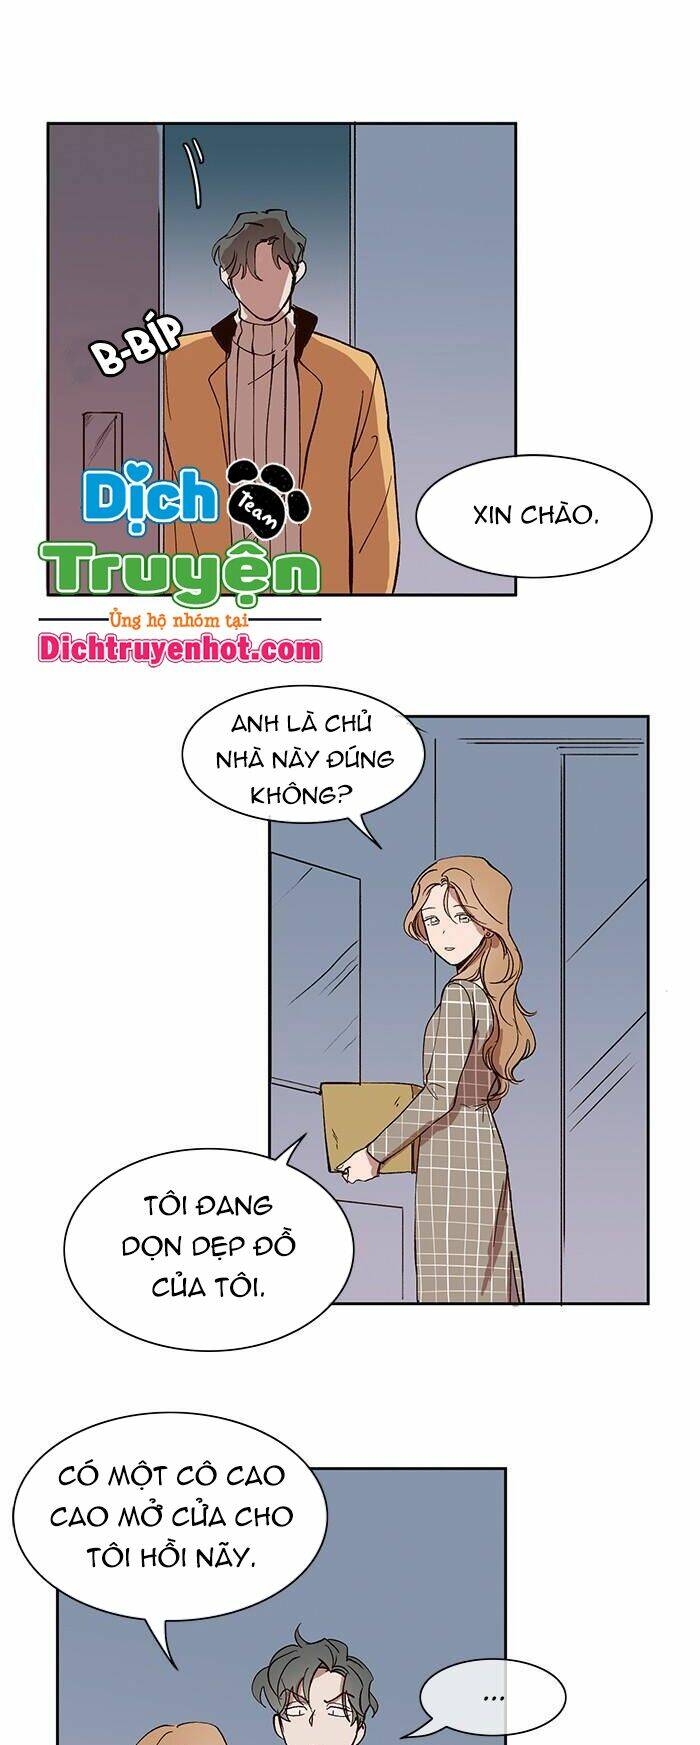 B-BÍP
Dịch
team
Truyện
Ủng hộ nhóm tại
Dichtruyenhot.com
XIN CHÀO.
ANH LÀ CHỦ
NHÀ NÀY ĐÚNG
KHÔNG?
TÔI ĐANG
DỌN DẸP ĐỒ
CỦA TÔI.
CÓ MỘT CÔ CAO
CAO MỞ CỬA CHO
TÔI HỒI NÃY.
...